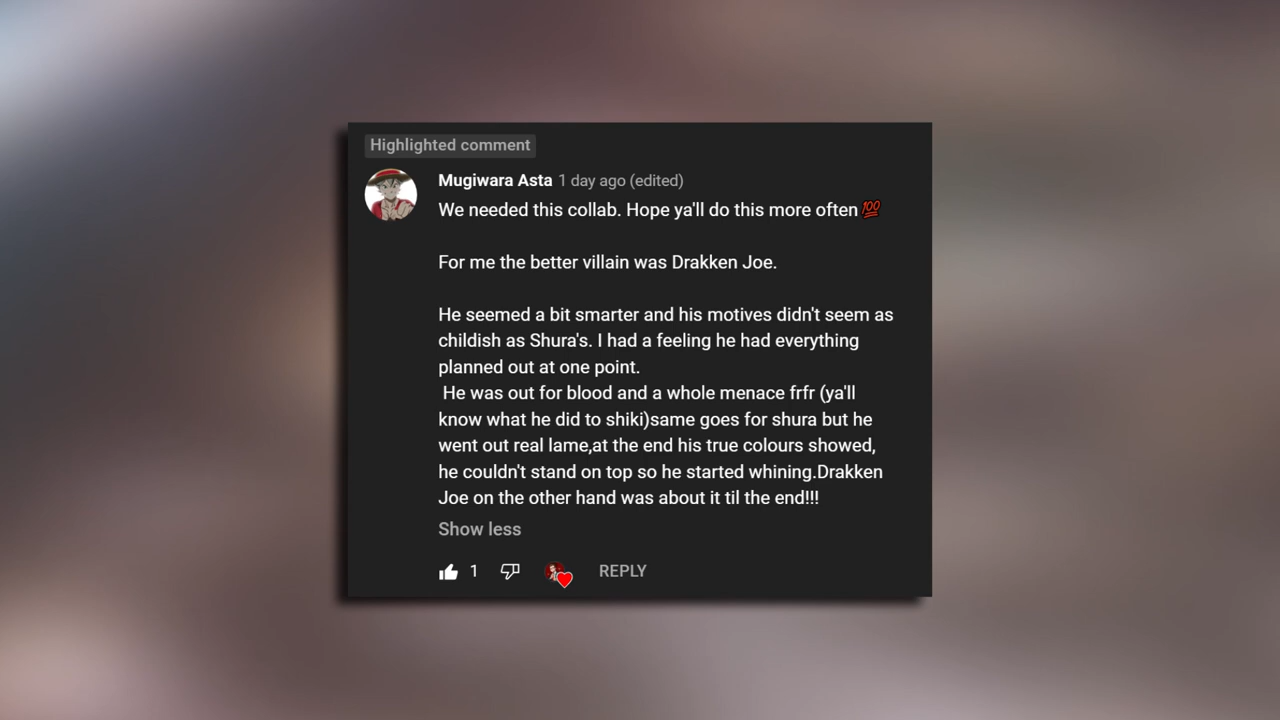 Highlighted comment
Mugiwara Asta 1 day ago (edited)
We needed this collab. Hope ya'll do this more often 💯
For me the better villain was Drakken Joe.
He seemed a bit smarter and his motives didn't seem as
childish as Shura's. I had a feeling he had everything
planned out at one point.
He was out for blood and a whole menace frfr (ya'll
know what he did to shiki)same goes for shura but he
went out real lame,at the end his true colours showed,
he couldn't stand on top so he started whining.Drakken
Joe on the other hand was about it til the end!!!
Show less
1 REPLY